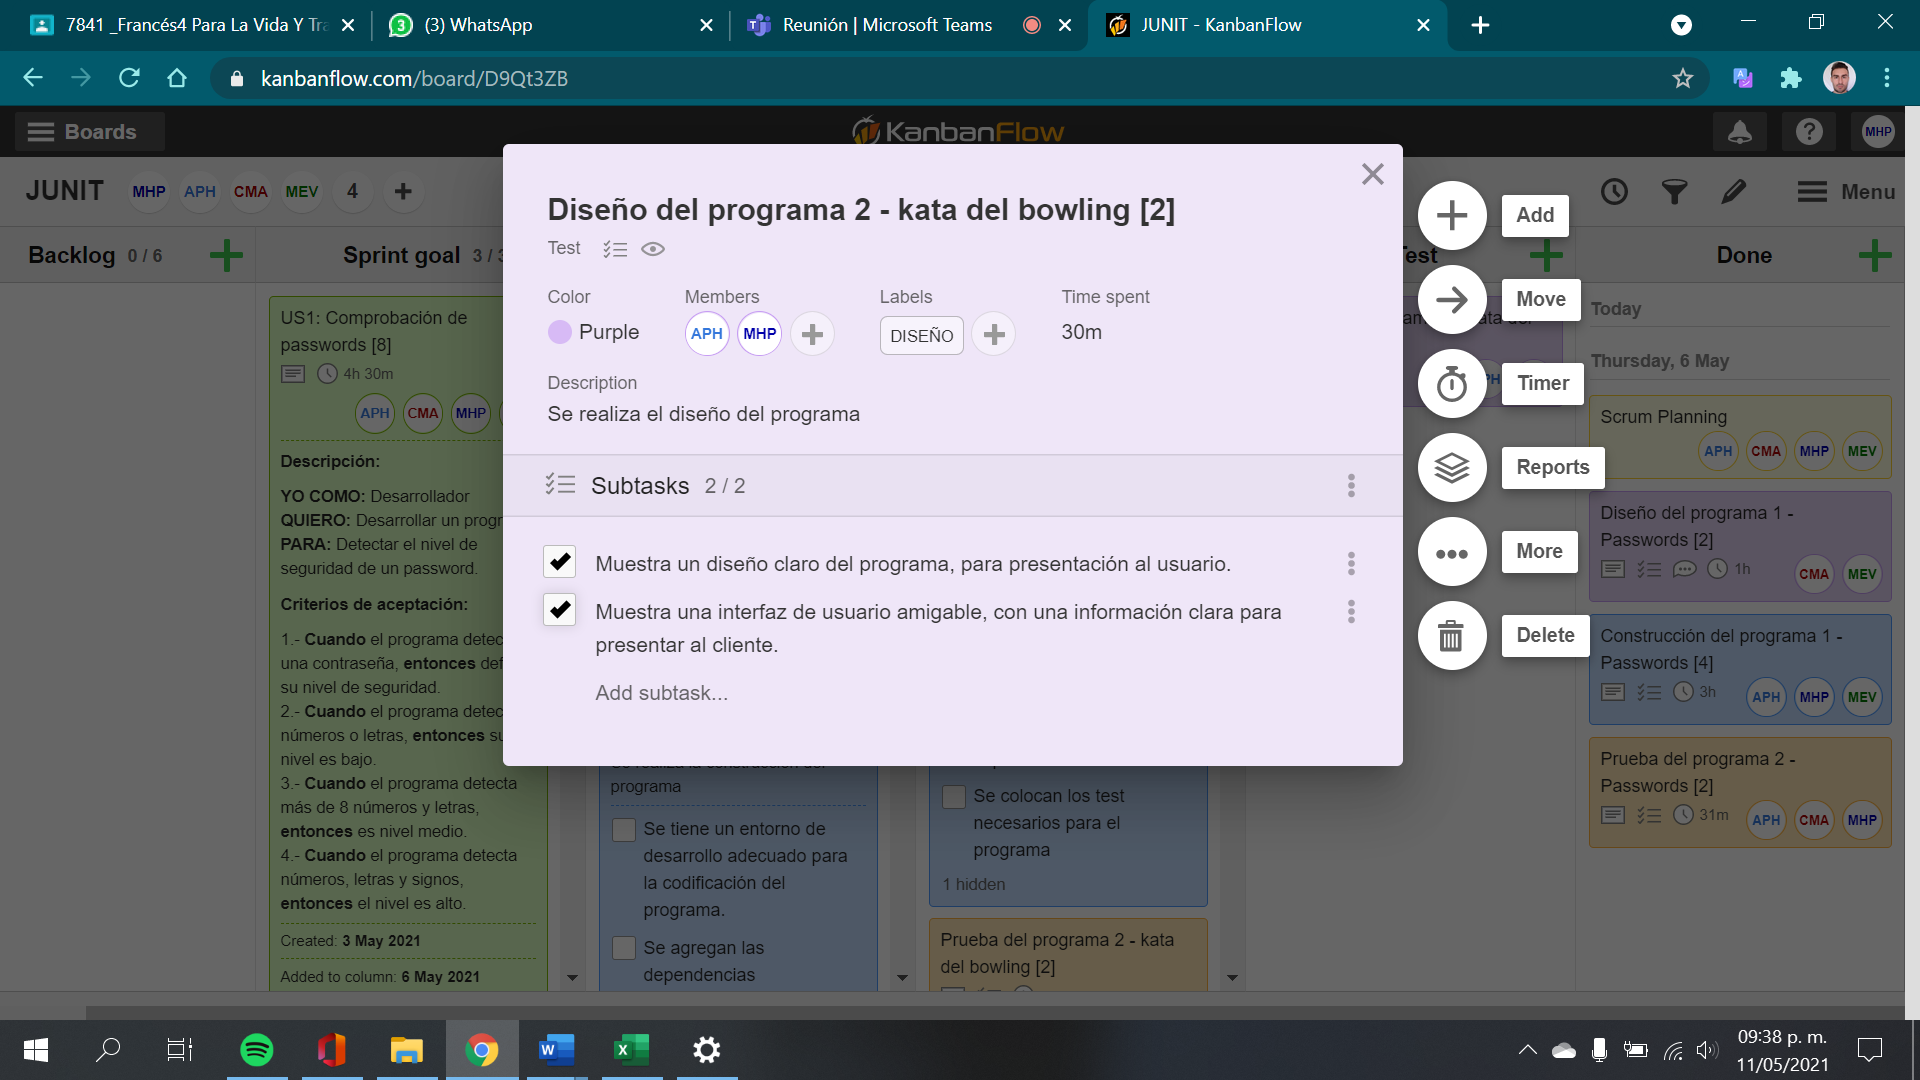 7841 _Francés4 Para La Vida Y Tra
(3) WhatsApp
Reunión | Microsoft Teams
JUNIT - KanbanFlow
kanbanflow.com/board/D9Qt3ZB
Boards
KanbanFlow
MHP
JUNIT
MHP
APH
CMA
MEV
4
Menu
Backlog 0 / 6
Sprint goal 3 / 3
Test
Done
US1: Comprobación de
passwords [8]
4h 30m
APH
CMA
MHP
Descripción:
YO COMO: Desarrollador
QUIERO: Desarrollar un progr
PARA: Detectar el nivel de
seguridad de un password.
Criterios de aceptación:
1.- Cuando el programa detec
una contraseña, entonces def
su nivel de seguridad.
2.- Cuando el programa detec
números o letras, entonces su
nivel es bajo.
3.- Cuando el programa detecta
más de 8 números y letras,
entonces es nivel medio.
4.- Cuando el programa detecta
números, letras y signos,
entonces el nivel es alto.
Created: 3 May 2021
Added to column: 6 May 2021
Diseño del programa 2 - kata del bowling [2]
Test
Color
Members
Labels
Time spent
Purple
APH
MHP
DISEÑO
30m
Description
Se realiza el diseño del programa
Subtasks 2 / 2
Muestra un diseño claro del programa, para presentación al usuario.
Muestra una interfaz de usuario amigable, con una información clara para
presentar al cliente.
Add subtask...
programa
Se tiene un entorno de
desarrollo adecuado para
la codificación del
programa.
Se agregan las
dependencias
Se colocan los test
necesarios para el
programa
1 hidden
Prueba del programa 2 - kata
del bowling [2]
Add
Move
Timer
Reports
More
Delete
Today
Thursday, 6 May
Scrum Planning
APH
CMA
MHP
MEV
Diseño del programa 1 -
Passwords [2]
1h
CMA
MEV
Construcción del programa 1 -
Passwords [4]
3h
APH
MHP
MEV
Prueba del programa 2 -
Passwords [2]
31m
APH
CMA
MHP
09:38 p. m.
11/05/2021